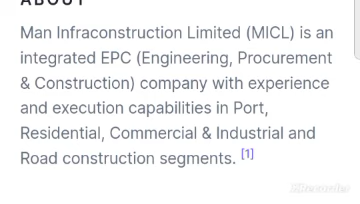 ABOUT
Man Infraconstruction Limited (MICL) is an
integrated EPC (Engineering, Procurement
& Construction) company with experience
and execution capabilities in Port,
Residential, Commercial & Industrial and
Road construction segments. [1]